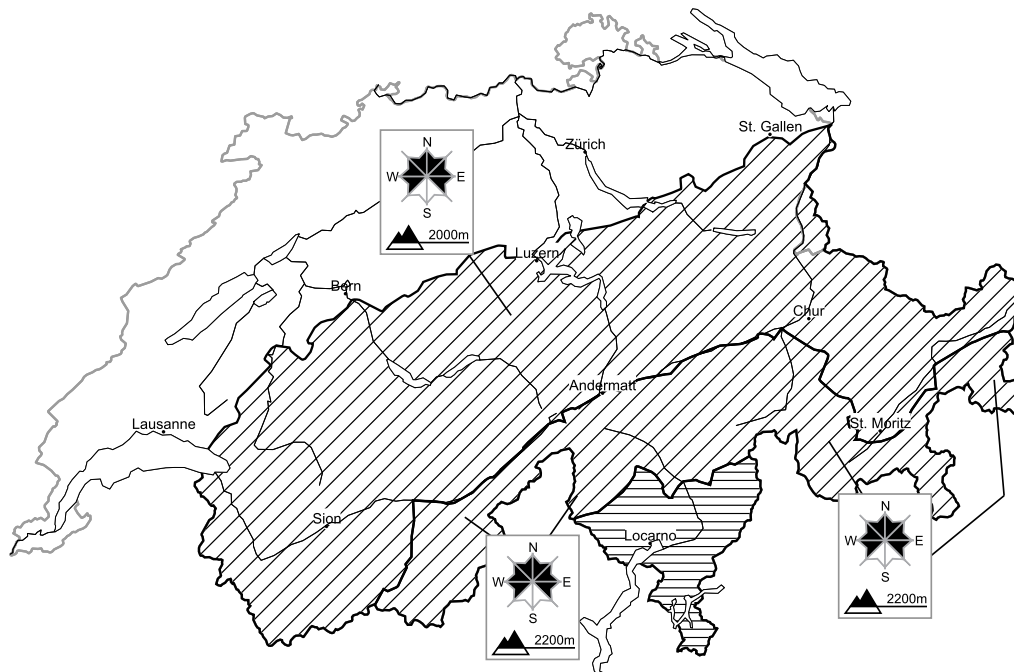 St. Gallen
Zürich
N
W E
S
2000m
Luzern
Bern
Chur
Andermatt
Lausanne
St. Moritz
Sion
Locarno
N
W E
S
2200m
N
W E
S
2200m